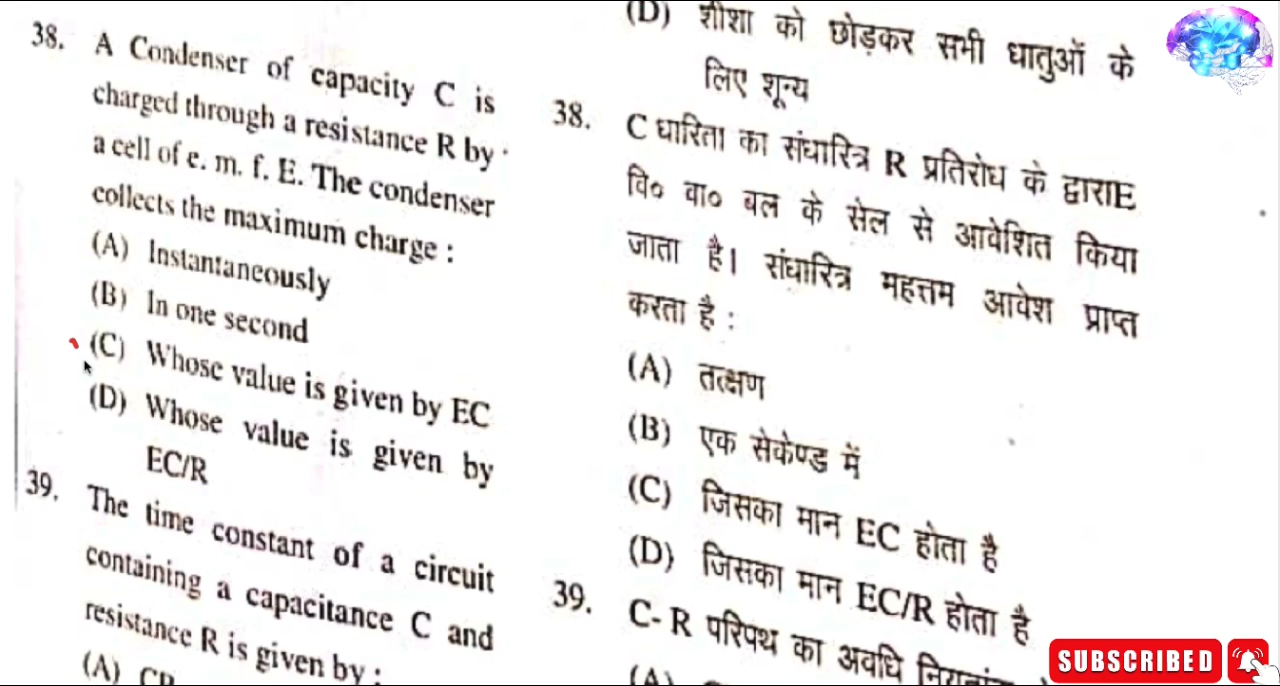 38. A Condenser of capacity C is
charged through a resistance R by
a cell of e. m. f. E. The condenser
collects the maximum charge :
(A) Instantaneously
(B) In one second
(C) Whose value is given by EC
(D) Whose value is given by
EC/R
39. The time constant of a circuit
containing a capacitance C and
resistance R is given by :
(A) CR
(D) शीशा को छोड़कर सभी धातुओं के
लिए शून्य
38. C धारिता का संधारित्र R प्रतिरोध के द्वाराE
वि० वा० बल के सेल से आवेशित किया
जाता है। संधारित्र महत्तम आवेश प्राप्त
करता है :
(A) तत्क्षण
(B) एक सेकेण्ड में
(C) जिसका मान EC होता है
(D) जिसका मान EC/R होता है
39. C- R परिपथ का अवधि
(A)
SUBSCRIBED